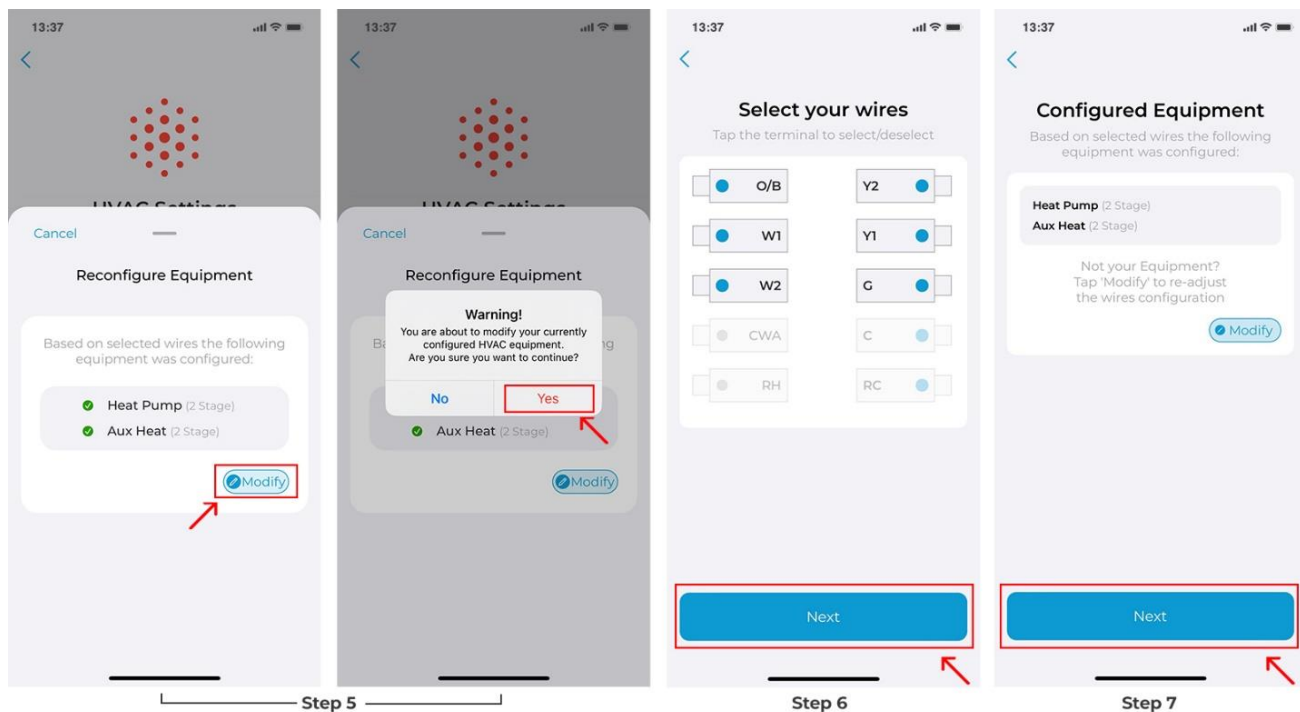 13:37
HVAC Settings
Cancel
Reconfigure Equipment
Based on selected wires the following
equipment was configured:
Heat Pump (2 Stage)
Aux Heat (2 Stage)
Modify
13:37
HVAC Settings
Cancel
Reconfigure Equipment
Warning!
You are about to modify your currently
configured HVAC equipment.
Are you sure you want to continue?
No
Yes
Aux Heat (2 Stage)
Modify
Step 5
13:37
Select your wires
Tap the terminal to select/deselect
O/B Y2
W1 Y1
W2 G
CWA C
RH RC
Next
Step 6
13:37
Configured Equipment
Based on selected wires the following
equipment was configured:
Heat Pump (2 Stage)
Aux Heat (2 Stage)
Not your Equipment?
Tap 'Modify' to re-adjust
the wires configuration
Modify
Next
Step 7